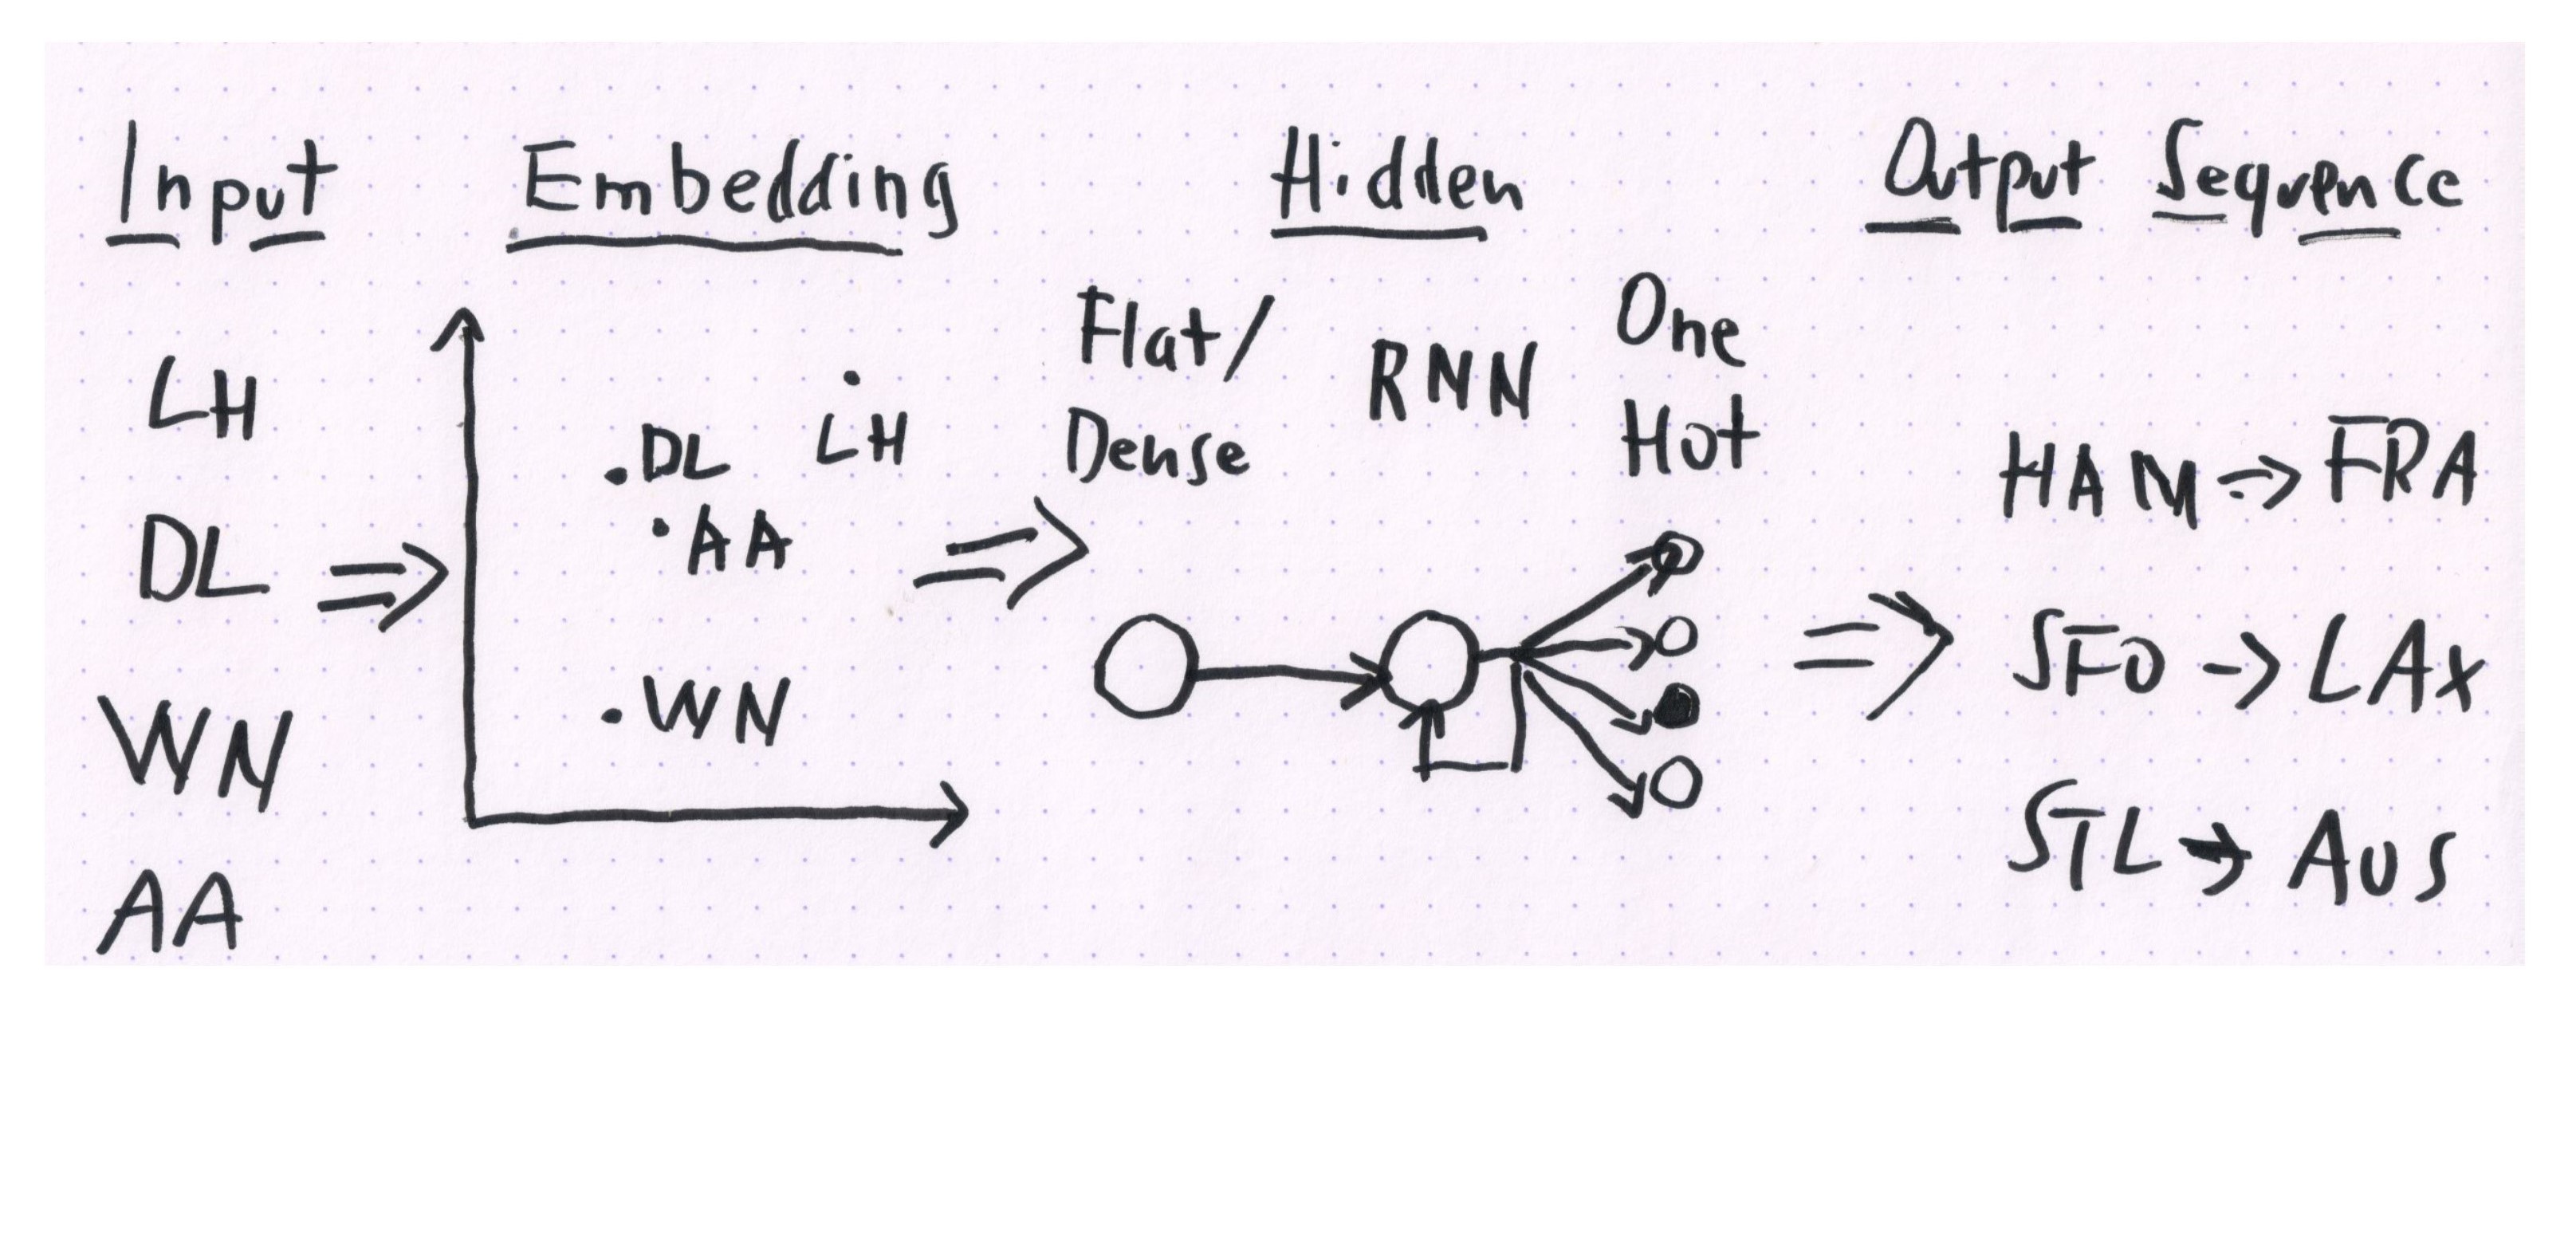 Input Embedding Hidden Output Sequence
LH
DL
WN
AA
.DL
LH
·AA
.WN
Flat/
Dense
RNN
One
Hot
HAM -> FRA
SFO -> LAX
STL -> AUS